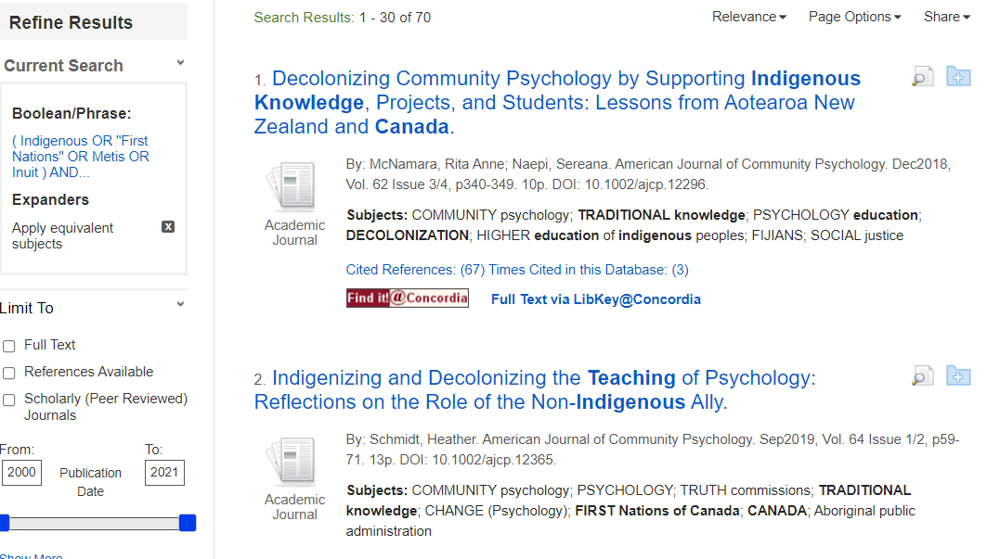 Refine Results
Current Search
Boolean/Phrase:
( Indigenous OR "First
Nations" OR Metis OR
Inuit ) AND...
Expanders
Apply equivalent
subjects
x
Limit To
Full Text
References Available
Scholarly (Peer Reviewed)
Journals
From:
To:
2000
Publication
Date
2021
Show More
Search Results: 1 - 30 of 70
Relevance
Page Options
Share
1. Decolonizing Community Psychology by Supporting Indigenous
Knowledge, Projects, and Students: Lessons from Aotearoa New
Zealand and Canada.
By: McNamara, Rita Anne; Naepi, Sereana. American Journal of Community Psychology. Dec2018,
Vol. 62 Issue 3/4, p340-349. 10p. DOI: 10.1002/ajcp.12296.
Academic
Journal
Subjects: COMMUNITY psychology; TRADITIONAL knowledge; PSYCHOLOGY education;
DECOLONIZATION; HIGHER education of indigenous peoples; FIJIANS; SOCIAL justice
Cited References: (67) Times Cited in this Database: (3)
Find it!@Concordia
Full Text via LibKey@Concordia
2. Indigenizing and Decolonizing the Teaching of Psychology:
Reflections on the Role of the Non-Indigenous Ally.
By: Schmidt, Heather. American Journal of Community Psychology. Sep2019, Vol. 64 Issue 1/2, p59-
71. 13p. DOI: 10.1002/ajcp.12365.
Academic
Journal
Subjects: COMMUNITY psychology; PSYCHOLOGY; TRUTH commissions; TRADITIONAL
knowledge; CHANGE (Psychology); FIRST Nations of Canada; CANADA; Aboriginal public
administration